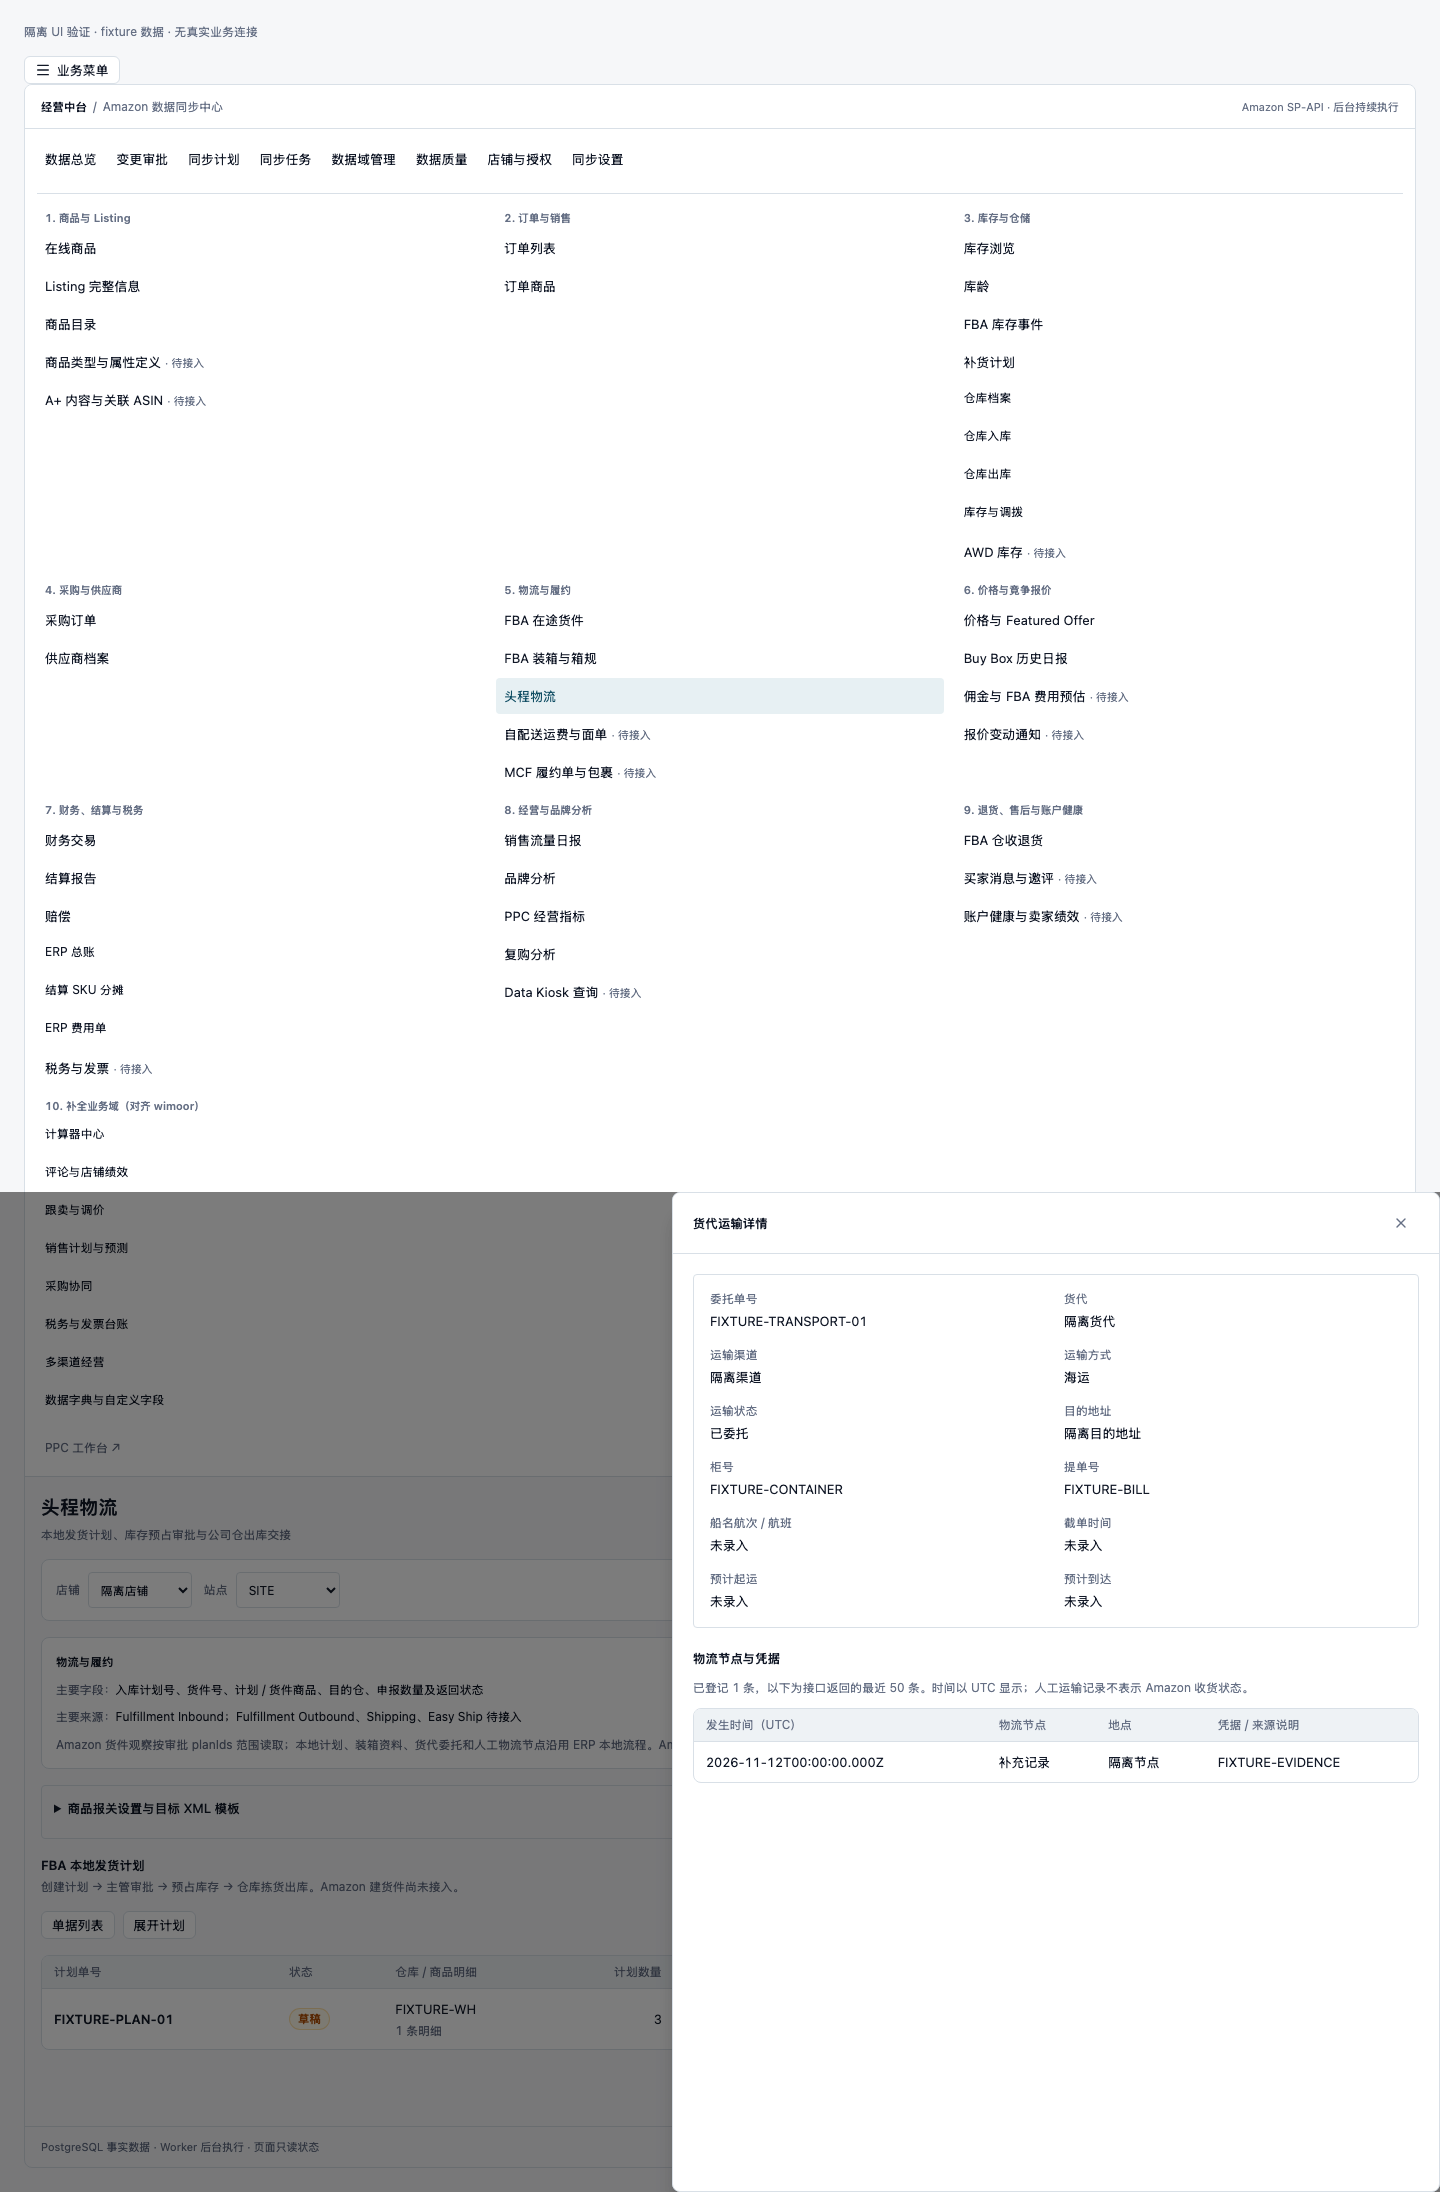 隔离 UI 验证 · fixture 数据 · 无真实业务连接
☰ 业务菜单
经营中台 / Amazon 数据同步中心
Amazon SP-API · 后台持续执行
数据总览 变更审批 同步计划 同步任务 数据域管理 数据质量 店铺与授权 同步设置
1. 商品与 Listing
在线商品
Listing 完整信息
商品目录
商品类型与属性定义 · 待接入
A+ 内容与关联 ASIN · 待接入
2. 订单与销售
订单列表
订单商品
3. 库存与仓储
库存浏览
库龄
FBA 库存事件
补货计划
仓库档案
仓库入库
仓库出库
库存与调拨
AWD 库存 · 待接入
4. 采购与供应商
采购订单
供应商档案
5. 物流与履约
FBA 在途货件
FBA 装箱与箱规
头程物流
自配送运费与面单 · 待接入
MCF 履约单与包裹 · 待接入
6. 价格与竞争报价
价格与 Featured Offer
Buy Box 历史日报
佣金与 FBA 费用预估 · 待接入
报价变动通知 · 待接入
7. 财务、结算与税务
财务交易
结算报告
赔偿
ERP 总账
结算 SKU 分摊
ERP 费用单
税务与发票 · 待接入
8. 经营与品牌分析
销售流量日报
品牌分析
PPC 经营指标
复购分析
Data Kiosk 查询 · 待接入
9. 退货、售后与账户健康
FBA 仓收退货
买家消息与邀评 · 待接入
账户健康与卖家绩效 · 待接入
10. 补全业务域（对齐 wimoor）
计算器中心
评论与店铺绩效
跟卖与调价
销售计划与预测
采购协同
税务与发票台账
多渠道经营
数据字典与自定义字段
PPC 工作台 ↗
头程物流
本地发货计划、库存预占审批与公司仓出库交接
店铺 隔离店铺 站点 SITE
物流与履约
主要字段：入库计划号、货件号、计划 / 货件商品、目的仓、申报数量及返回状态
主要来源：Fulfillment Inbound；Fulfillment Outbound、Shipping、Easy Ship 待接入
Amazon 货件观察按审批 planIds 范围读取；本地计划、装箱资料、货代委托和人工物流节点沿用 ERP 本地流程。
▶ 商品报关设置与目标 XML 模板
FBA 本地发货计划
创建计划 → 主管审批 → 预占库存 → 仓库拣货出库。Amazon 建货件尚未接入。
单据列表 展开计划
计划单号 状态 仓库 / 商品明细 计划数量
FIXTURE-PLAN-01 草稿 FIXTURE-WH 3
1 条明细
PostgreSQL 事实数据 · Worker 后台执行 · 页面只读状态
货代运输详情
委托单号 货代
FIXTURE-TRANSPORT-01 隔离货代
运输渠道 运输方式
隔离渠道 海运
运输状态 目的地址
已委托 隔离目的地址
柜号 提单号
FIXTURE-CONTAINER FIXTURE-BILL
船名航次 / 航班 截单时间
未录入 未录入
预计起运 预计到达
未录入 未录入
物流节点与凭据
已登记 1 条，以下为接口返回的最近 50 条。时间以 UTC 显示；人工运输记录不表示 Amazon 收货状态。
发生时间（UTC） 物流节点 地点 凭据 / 来源说明
2026-11-12T00:00:00.000Z 补充记录 隔离节点 FIXTURE-EVIDENCE